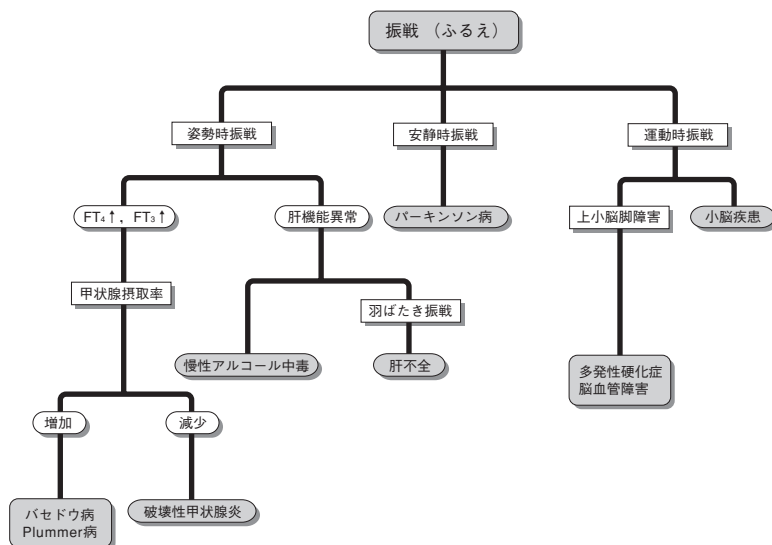 振戦 （ふるえ）
姿勢時振戦
安静時振戦
運動時振戦
FT₄↑，FT₃↑
肝機能異常
パーキンソン病
上小脳脚障害
小脳疾患
甲状腺摂取率
羽ばたき振戦
慢性アルコール中毒
肝不全
多発性硬化症
脳血管障害
増加
減少
バセドウ病
Plummer病
破壊性甲状腺炎